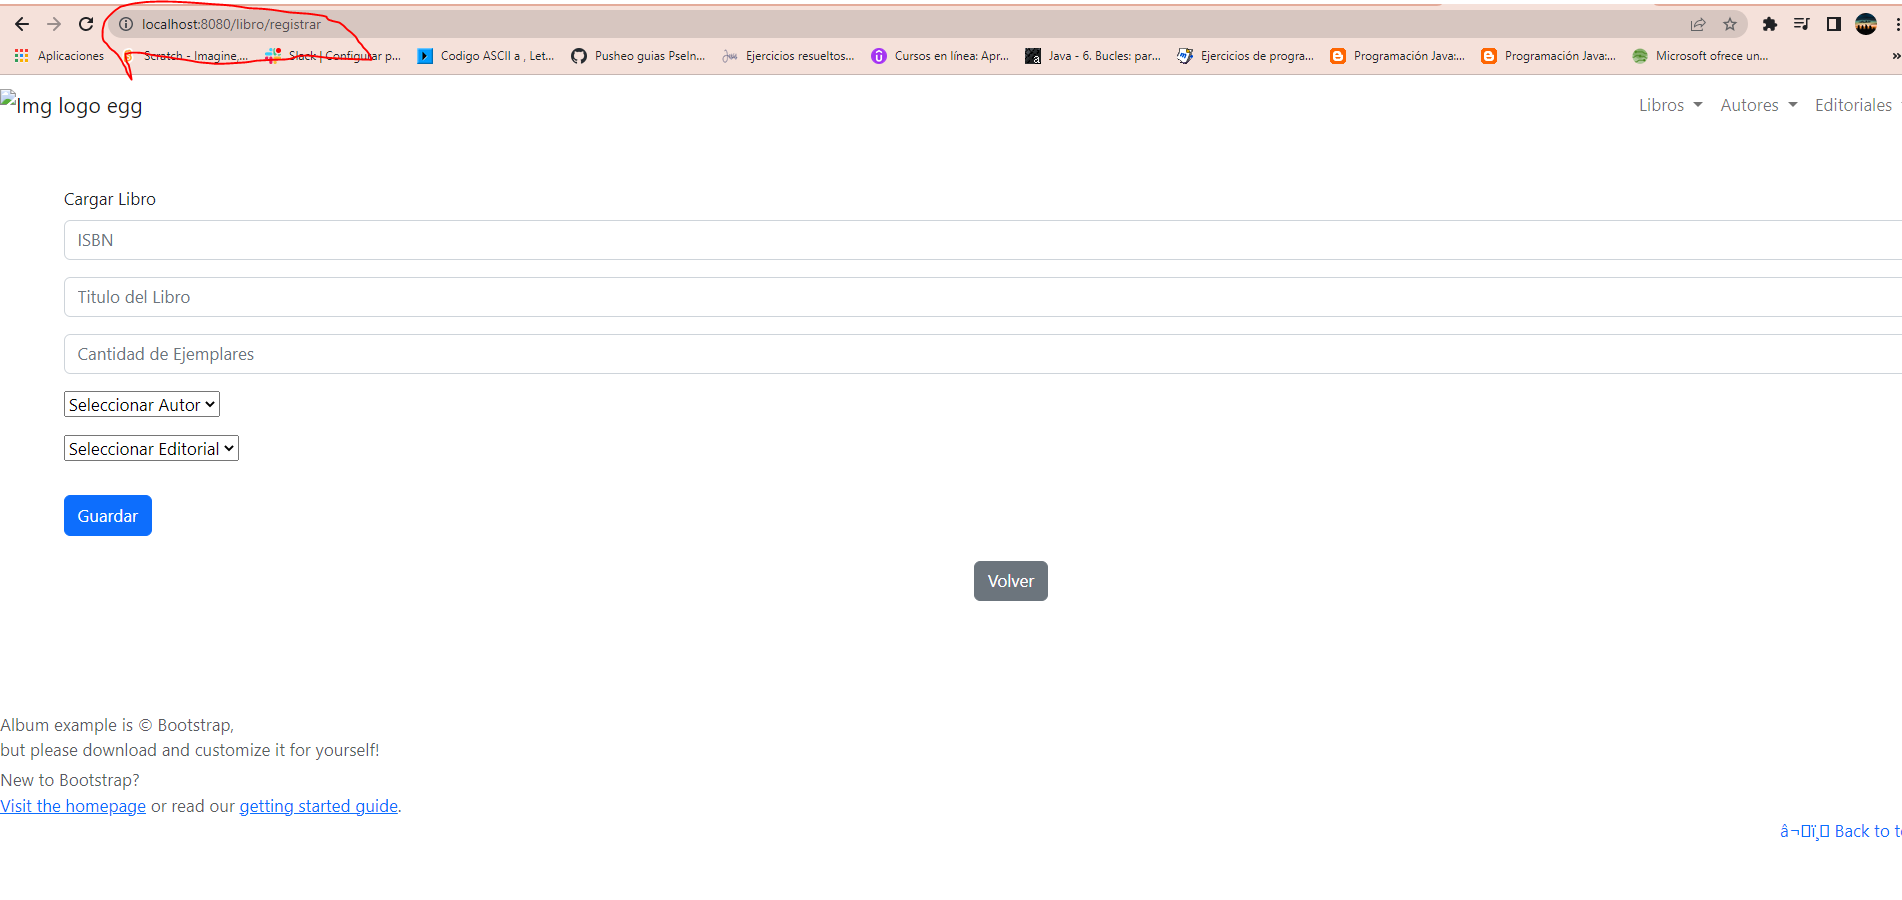 localhost:8080/libro/registrar
Aplicaciones Scratch - Imagine,... Slack | Configurar p... Codigo ASCII a , Let... Pusheo guias PseIn... Ejercicios resueltos... Cursos en línea: Apr... Java - 6. Bucles: par... Ejercicios de progra... Programación Java:... Programación Java:... Microsoft ofrece un... »
Img logo egg Libros Autores Editoriales
Cargar Libro
ISBN
Titulo del Libro
Cantidad de Ejemplares
Seleccionar Autor
Seleccionar Editorial
Guardar
Volver
Album example is © Bootstrap,
but please download and customize it for yourself!
New to Bootstrap?
Visit the homepage or read our getting started guide.
Back to